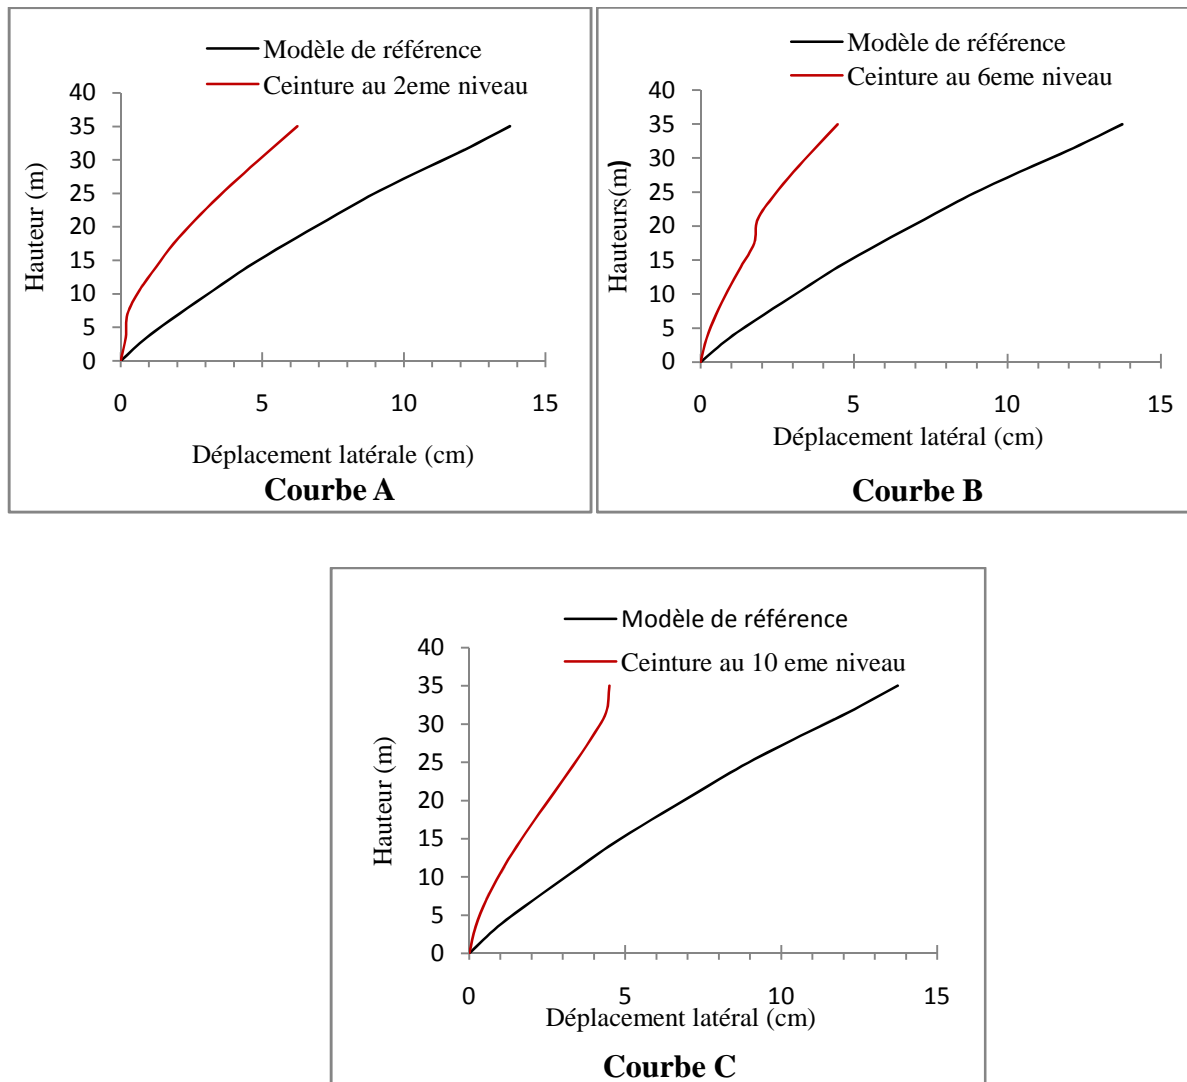 Modèle de référence
Ceinture au 2eme niveau
40
35
30
25
20
15
10
5
0
Hauteur (m)
0 5 10 15
Déplacement latérale (cm)
Courbe A
Modèle de référence
Ceinture au 6eme niveau
40
35
30
25
20
15
10
5
0
Hauteurs(m)
0 5 10 15
Déplacement latéral (cm)
Courbe B
Modèle de référence
Ceinture au 10 eme niveau
40
35
30
25
20
15
10
5
0
Hauteur (m)
0 5 10 15
Déplacement latéral (cm)
Courbe C